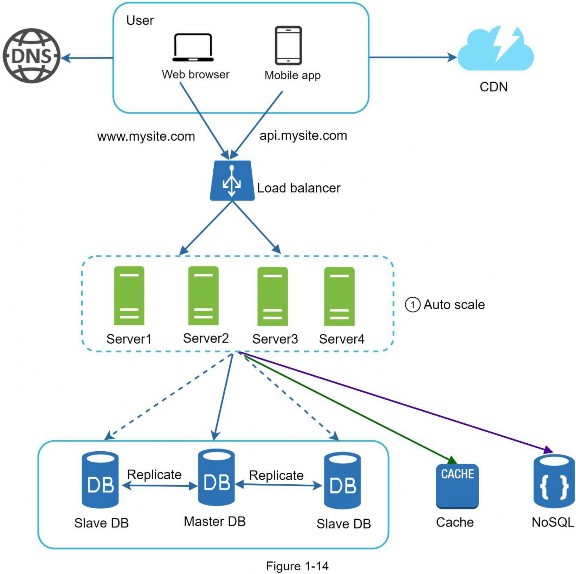 User
DNS
Web browser
Mobile app
CDN
www.mysite.com
api.mysite.com
Load balancer
1 Auto scale
Server1
Server2
Server3
Server4
DB
Replicate
DB
Replicate
DB
Slave DB
Master DB
Slave DB
CACHE
Cache
{ }
NoSQL
Figure 1-14